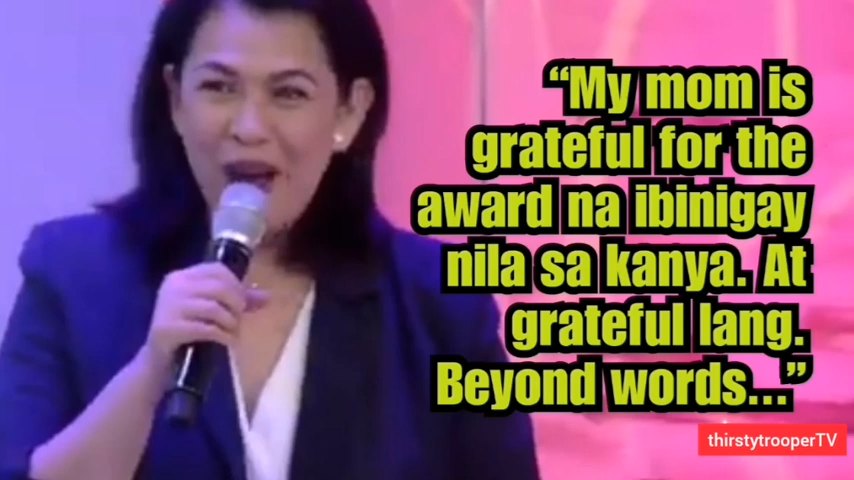 “My mom is
grateful for the
award na ibinigay
nila sa kanya. At
grateful lang.
Beyond words...”
thirstytrooperTV